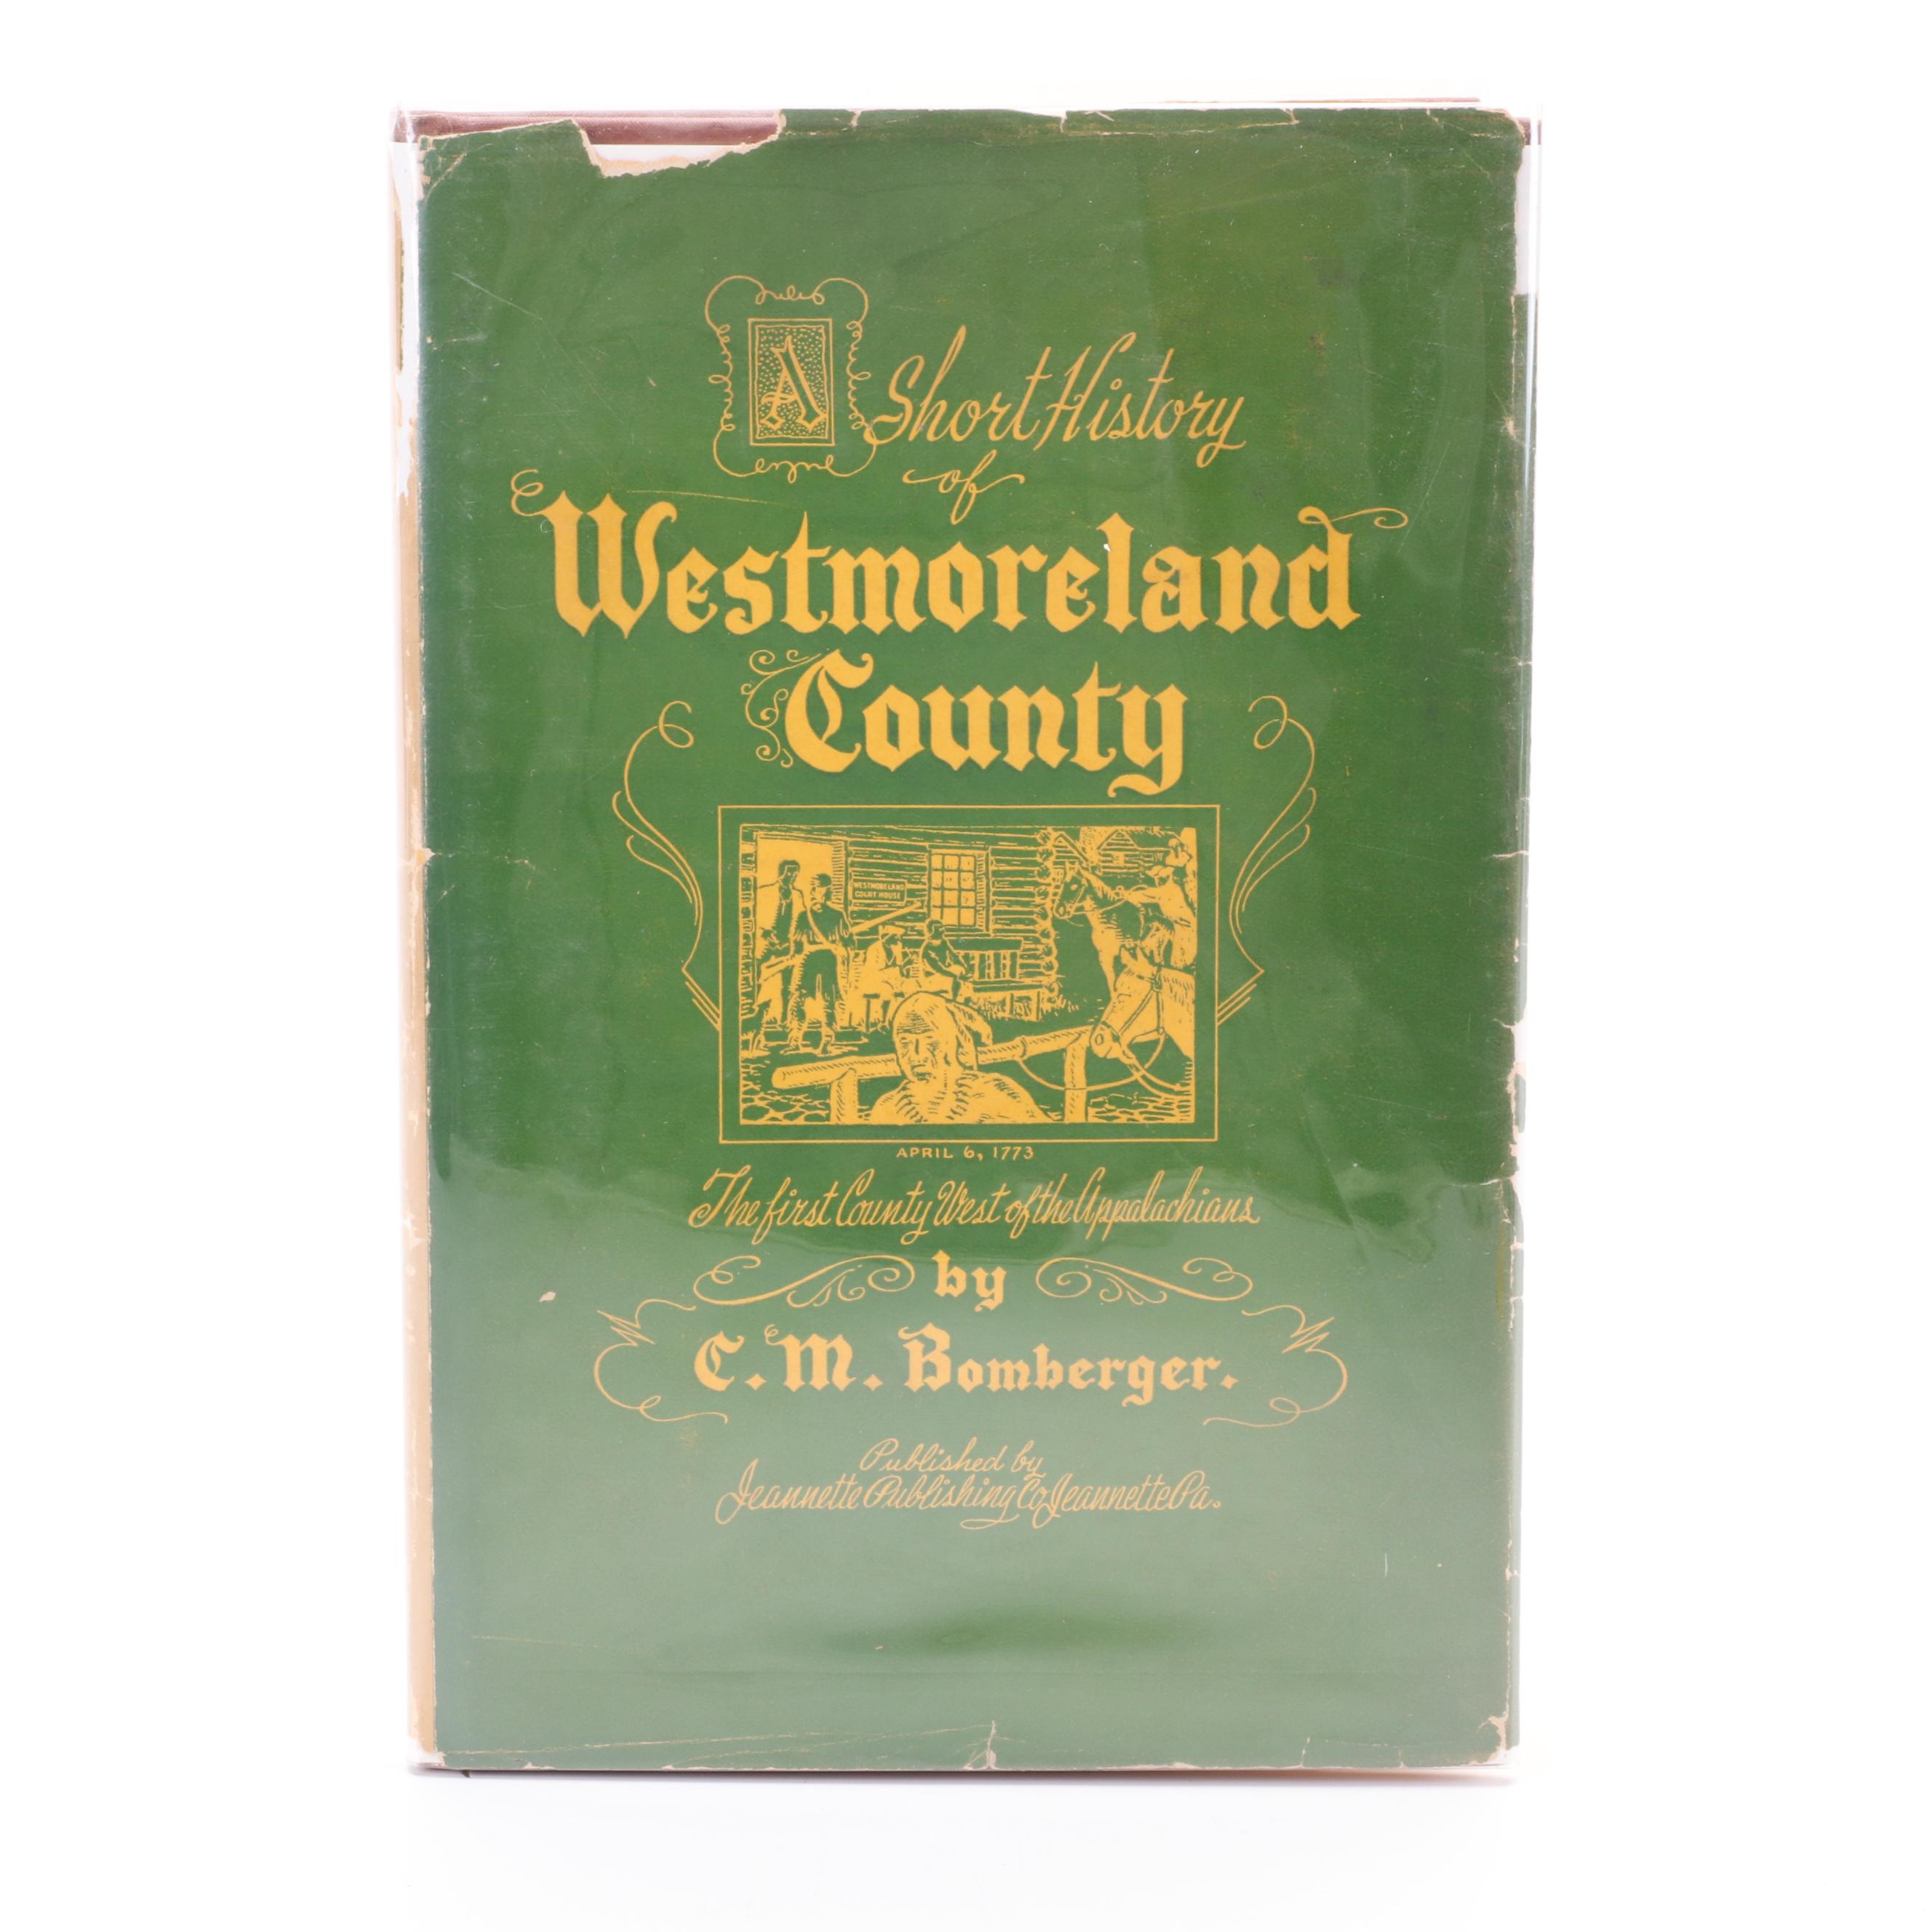 A Short History
of
Westmoreland
County
WESTMORELAND
COURT HOUSE
APRIL 6, 1773
The first County West of the Appalachians
by
C. M. Bomberger.
Published by
Jeannette Publishing Co Jeannette Pa.